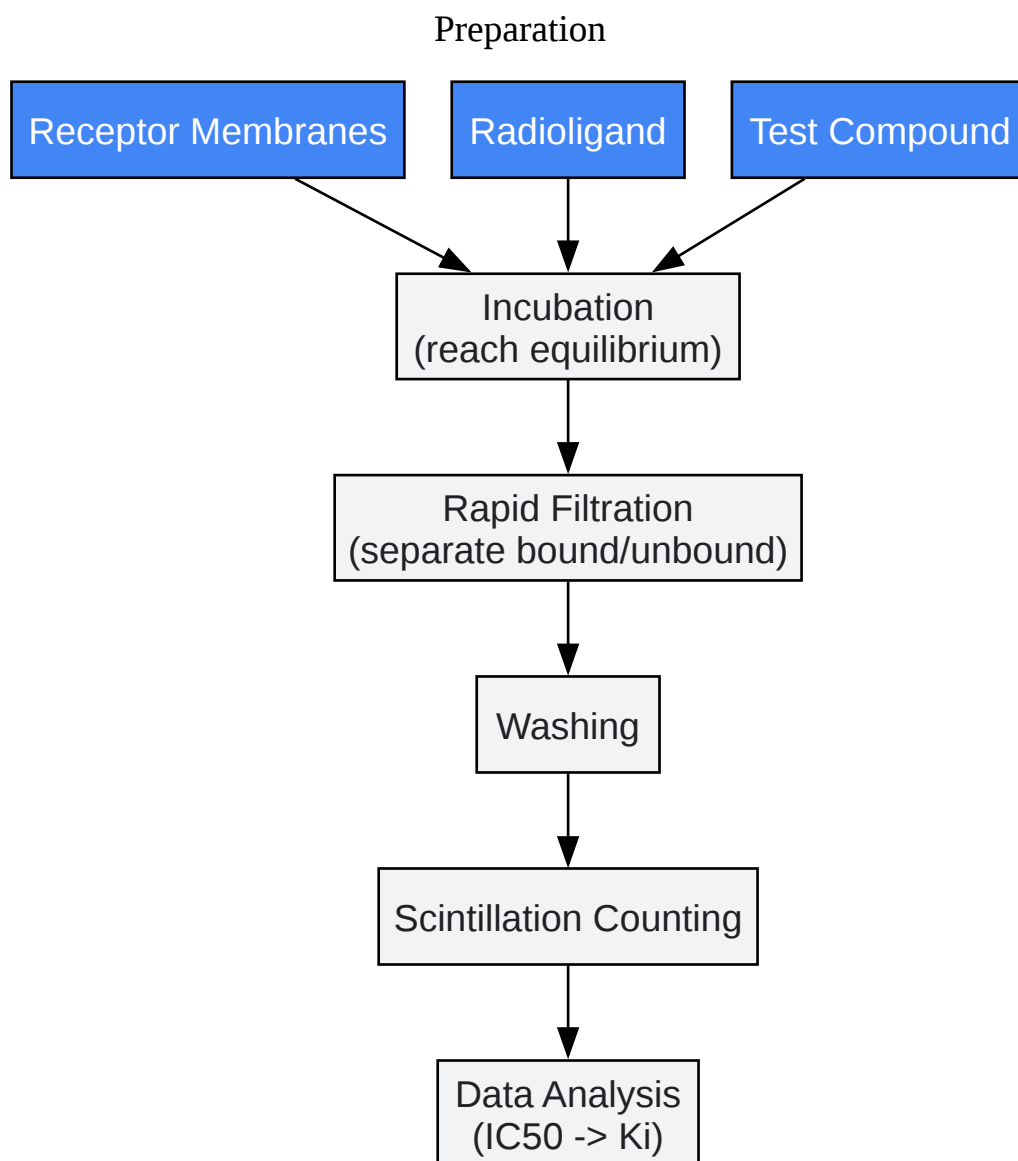 Preparation
Receptor Membranes
Radioligand
Test Compound
Incubation
(reach equilibrium)
Rapid Filtration
(separate bound/unbound)
Washing
Scintillation Counting
Data Analysis
(IC50 -> Ki)